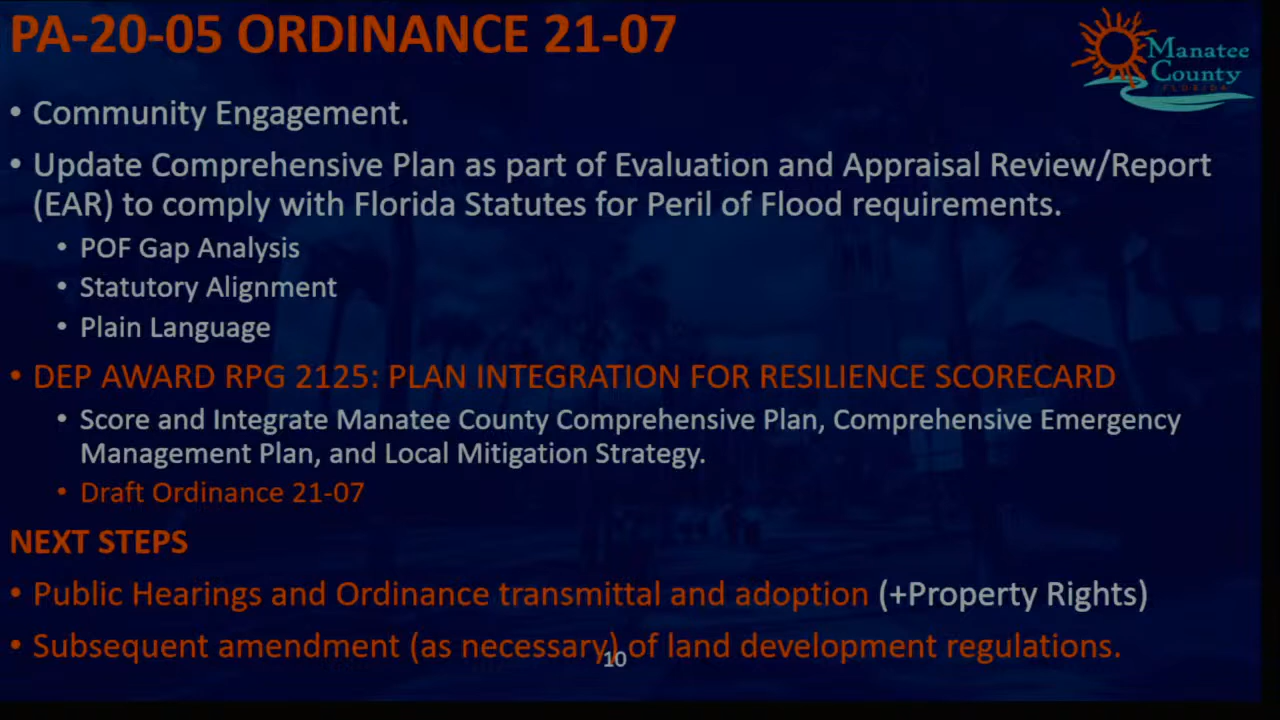 PA-20-05 ORDINANCE 21-07
Manatee
County
FLORIDA
• Community Engagement.
• Update Comprehensive Plan as part of Evaluation and Appraisal Review/Report
(EAR) to comply with Florida Statutes for Peril of Flood requirements.
• POF Gap Analysis
• Statutory Alignment
• Plain Language
• DEP AWARD RPG 2125: PLAN INTEGRATION FOR RESILIENCE SCORECARD
• Score and Integrate Manatee County Comprehensive Plan, Comprehensive Emergency
Management Plan, and Local Mitigation Strategy.
• Draft Ordinance 21-07
NEXT STEPS
• Public Hearings and Ordinance transmittal and adoption (+Property Rights)
• Subsequent amendment (as necessary) of land development regulations.
10